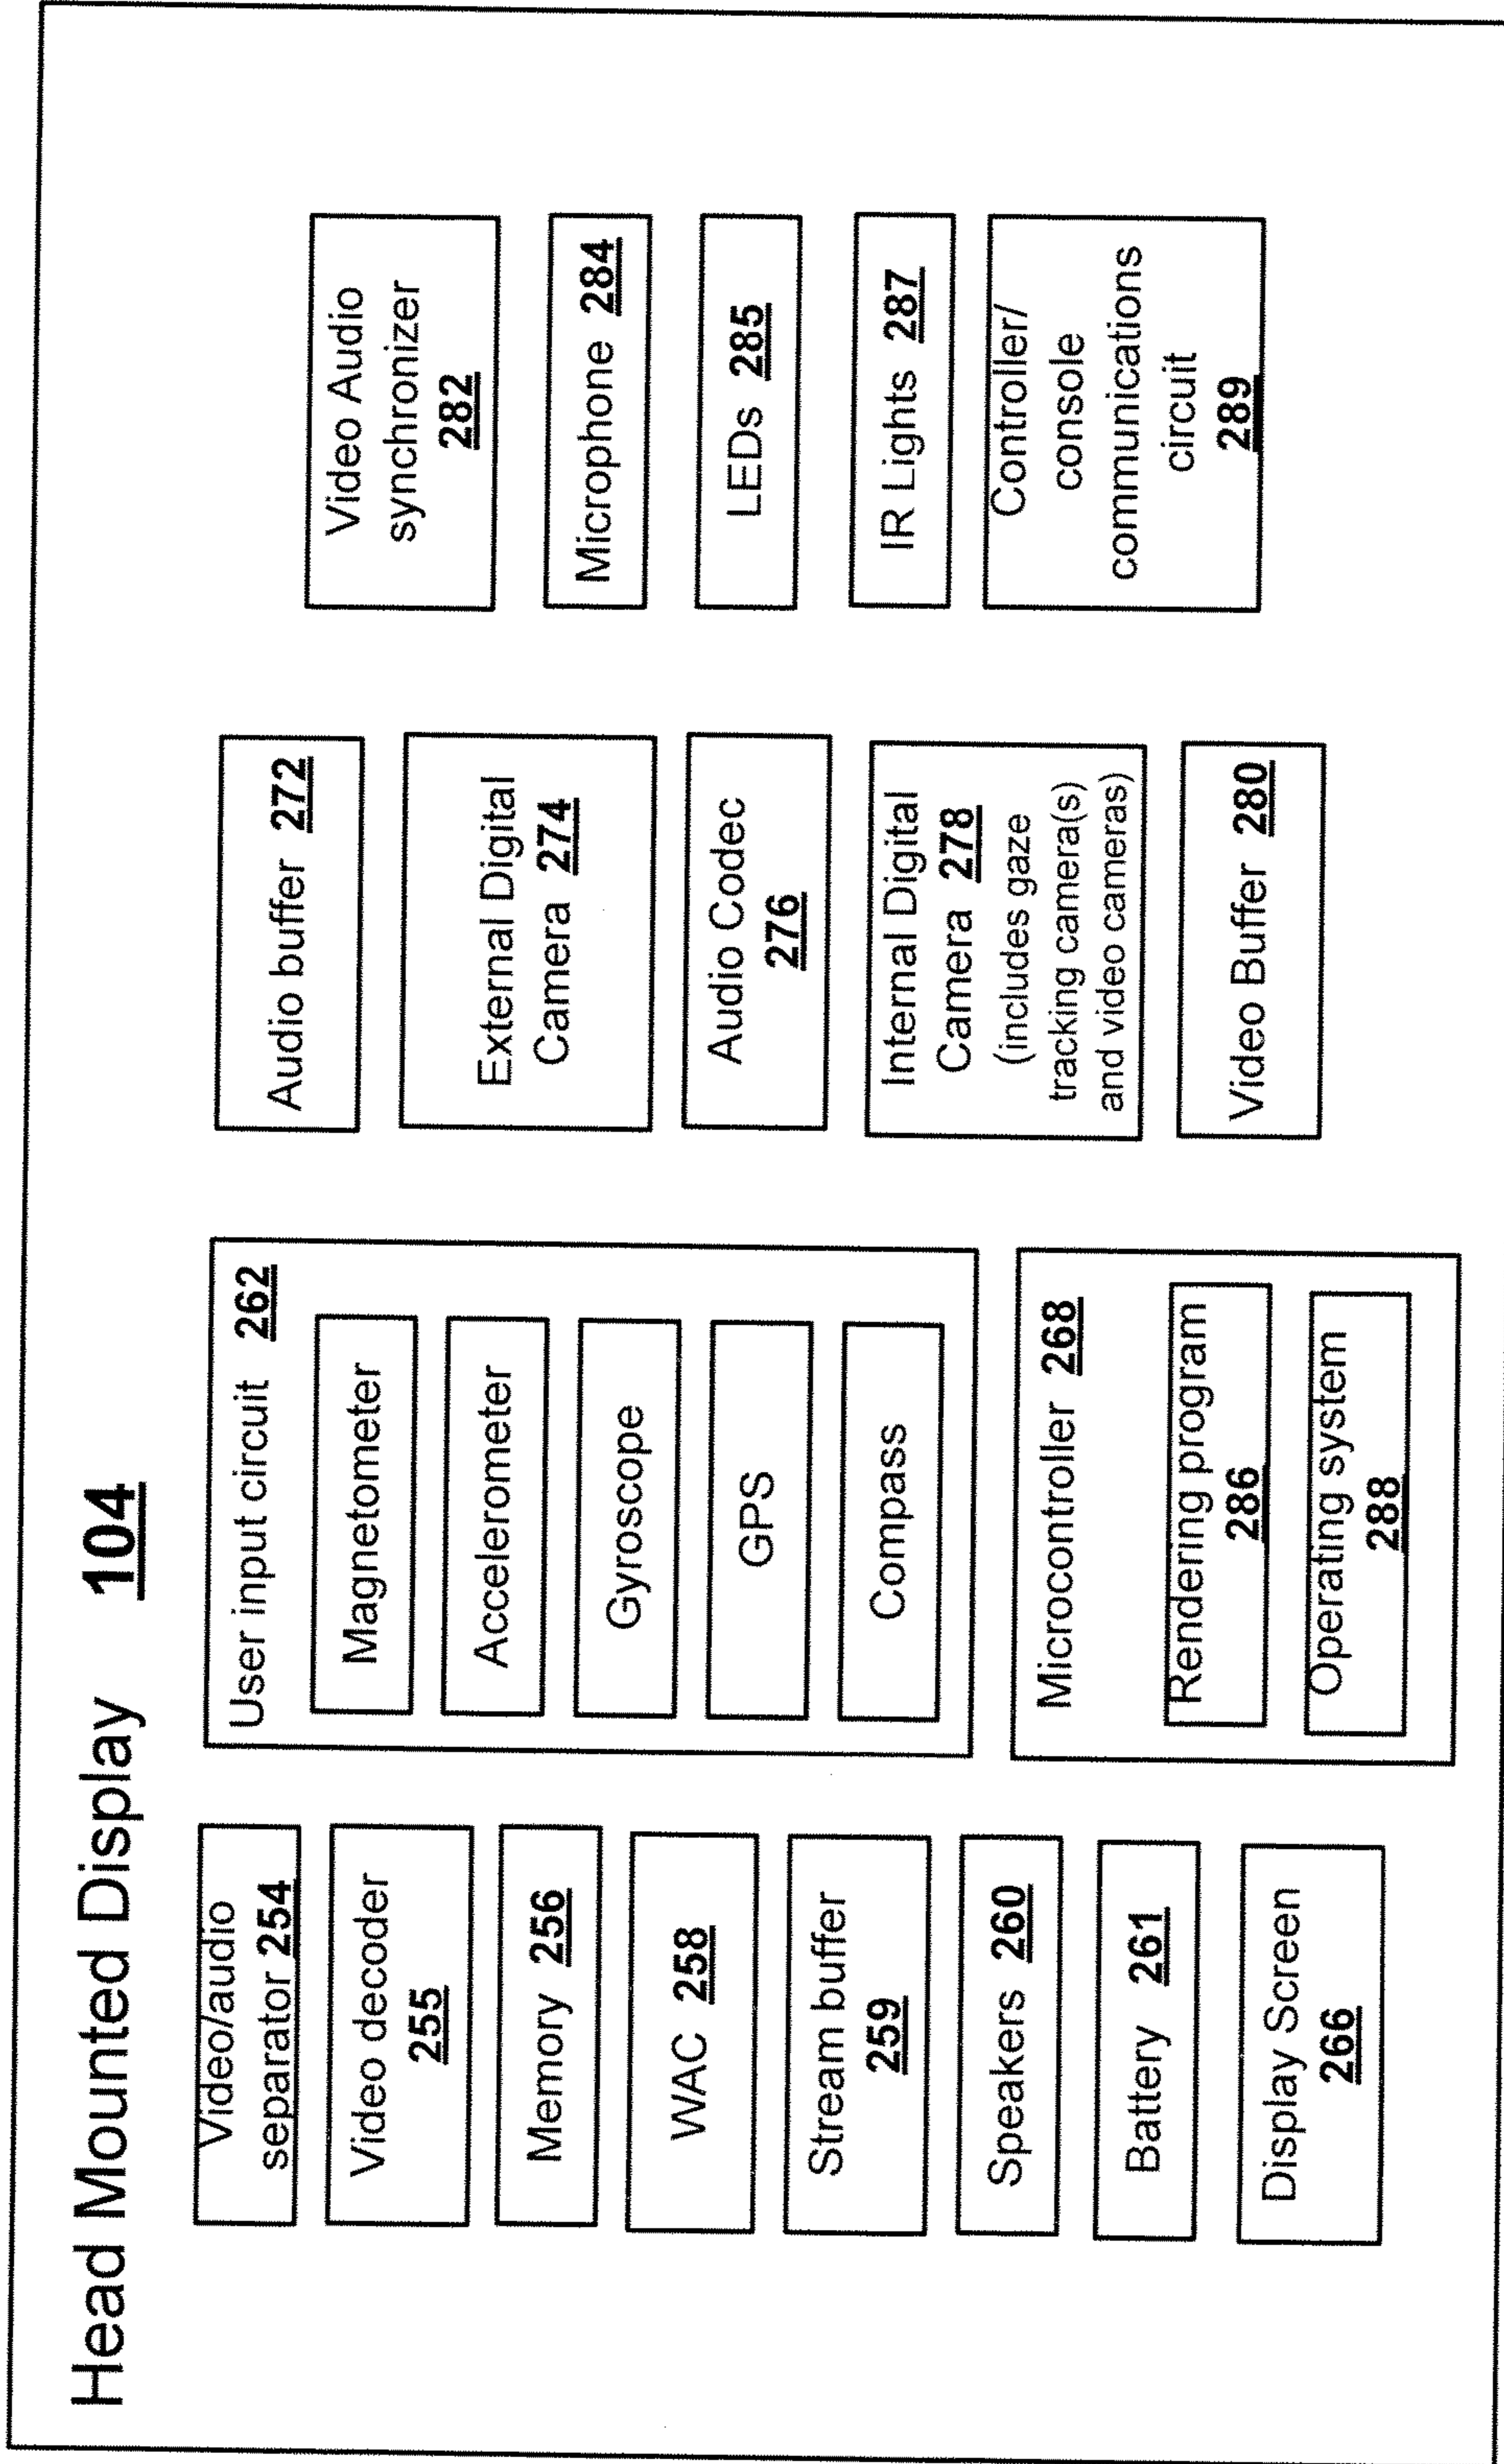 Head Mounted Display 104
Video/audio
separator 254
Video decoder
255
Memory 256
WAC 258
Stream buffer
259
Speakers 260
Battery 261
Display Screen
266
User input circuit 262
Magnetometer
Accelerometer
Gyroscope
GPS
Compass
Microcontroller 268
Rendering program
286
Operating system
288
Audio buffer 272
External Digital
Camera 274
Audio Codec
276
Internal Digital
Camera 278
(includes gaze
tracking camera(s)
and video cameras)
Video Buffer 280
Video Audio
synchronizer
282
Microphone 284
LEDs 285
IR Lights 287
Controller/
console
communications
circuit
289